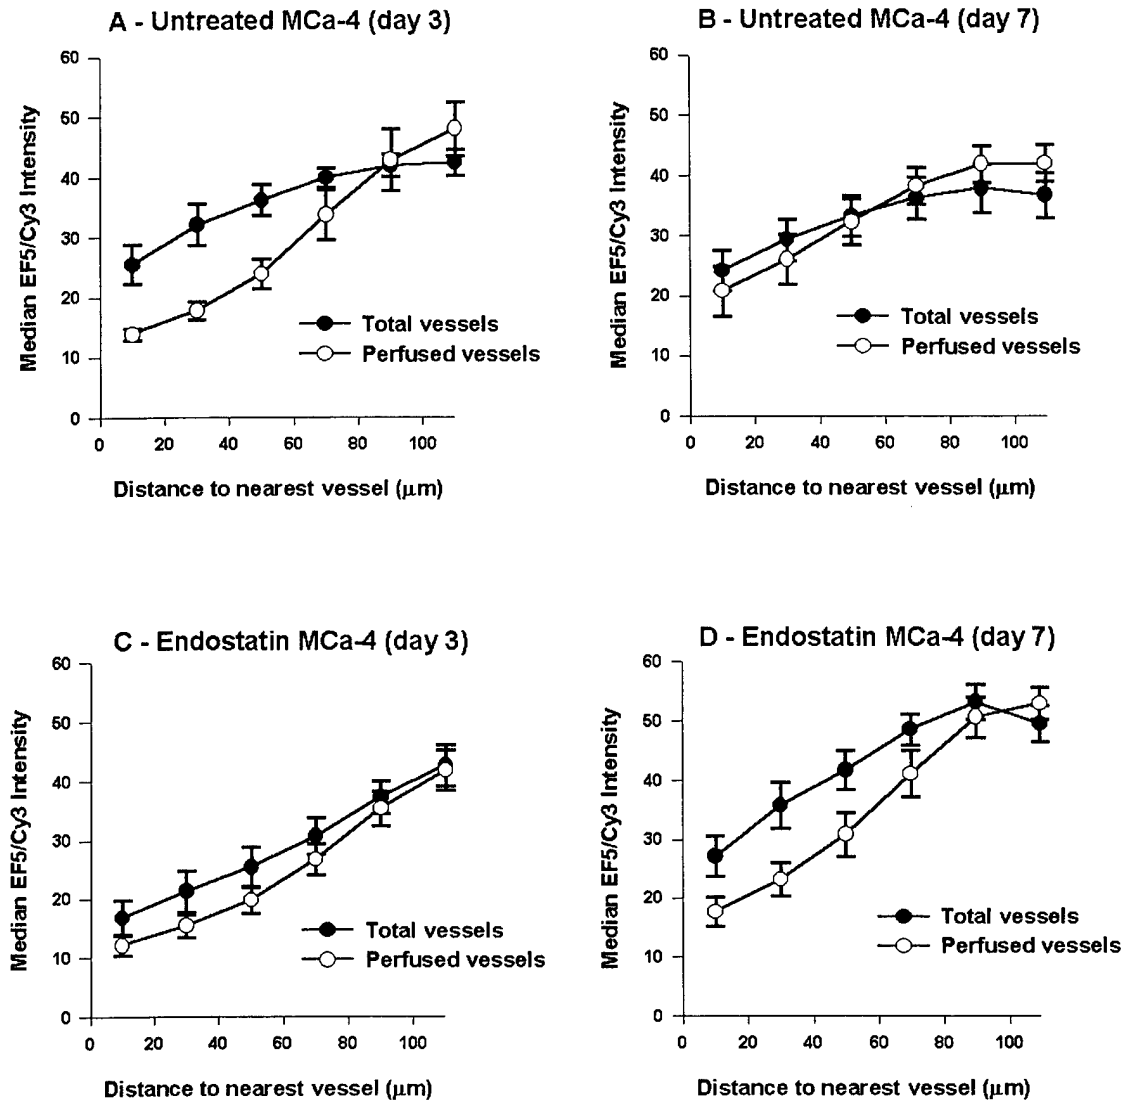 A - Untreated MCa-4 (day 3)
60
50
40
30
20
10
0
Median EF5/Cy3 Intensity
Total vessels
Perfused vessels
0 20 40 60 80 100
Distance to nearest vessel (μm)
B - Untreated MCa-4 (day 7)
60
50
40
30
20
10
0
Median EF5/Cy3 Intensity
Total vessels
Perfused vessels
0 20 40 60 80 100
Distance to nearest vessel (μm)
C - Endostatin MCa-4 (day 3)
60
50
40
30
20
10
0
Median EF5/Cy3 Intensity
Total vessels
Perfused vessels
0 20 40 60 80 100
Distance to nearest vessel (μm)
D - Endostatin MCa-4 (day 7)
60
50
40
30
20
10
0
Median EF5/Cy3 Intensity
Total vessels
Perfused vessels
0 20 40 60 80 100
Distance to nearest vessel (μm)